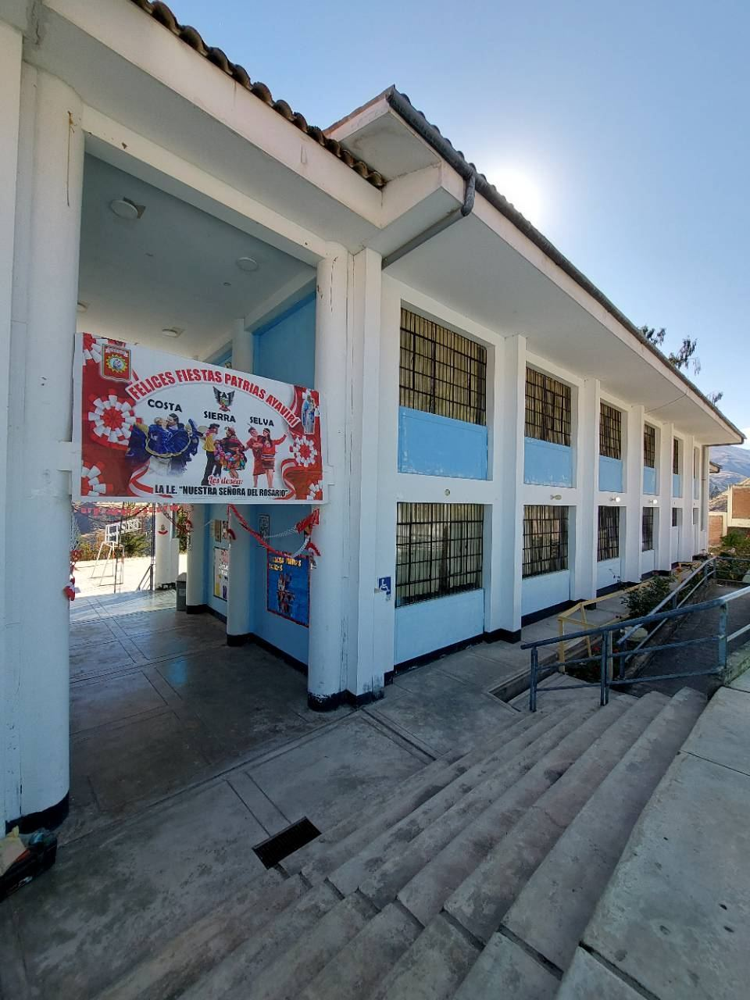 FELICES FIESTAS PATRIAS AYAVIRI
COSTA
SIERRA
SELVA
Les desea:
LA I.E. "NUESTRA SEÑORA DEL ROSARIO"